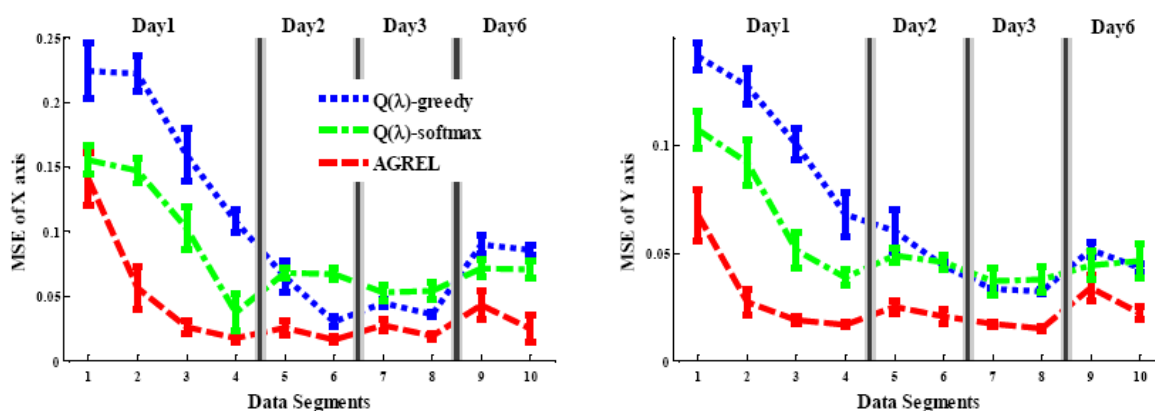 Day1 Day2 Day3 Day6
0.25
0.2
0.15
0.1
0.05
0
MSE of X axis
Q(λ)-greedy
Q(λ)-softmax
AGREL
1 2 3 4 5 6 7 8 9 10
Data Segments
Day1 Day2 Day3 Day6
0.1
0.05
0
MSE of Y axis
1 2 3 4 5 6 7 8 9 10
Data Segments